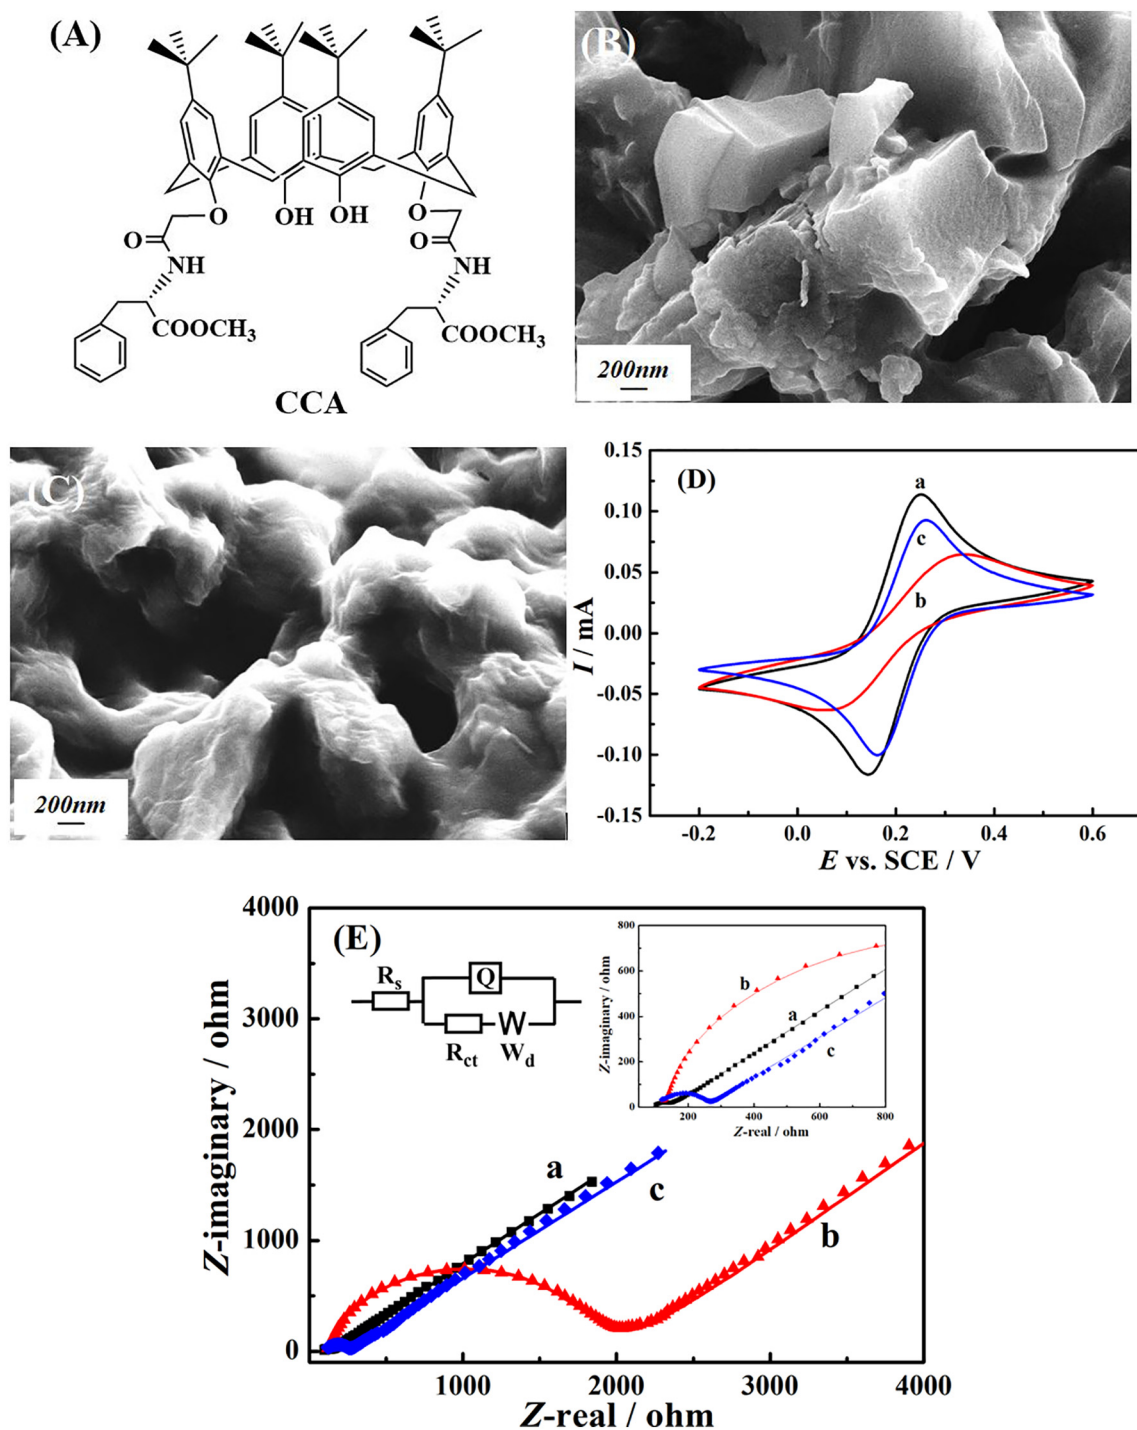 (A)
O
OH
OH
O
O
NH
COOCH3
O
NH
COOCH3
CCA
(B)
200nm
(C)
200nm
(D)
a
c
b
0.15
0.10
0.05
0.00
-0.05
-0.10
-0.15
I / mA
-0.2
0.0
0.2
0.4
0.6
E vs. SCE / V
(E)
Rs
Q
Rct
Wd
4000
3000
2000
1000
0
Z-imaginary / ohm
a
c
b
1000
2000
3000
4000
Z-real / ohm
800
600
400
200
0
Z-imaginary / ohm
b
a
c
200
400
600
800
Z-real / ohm